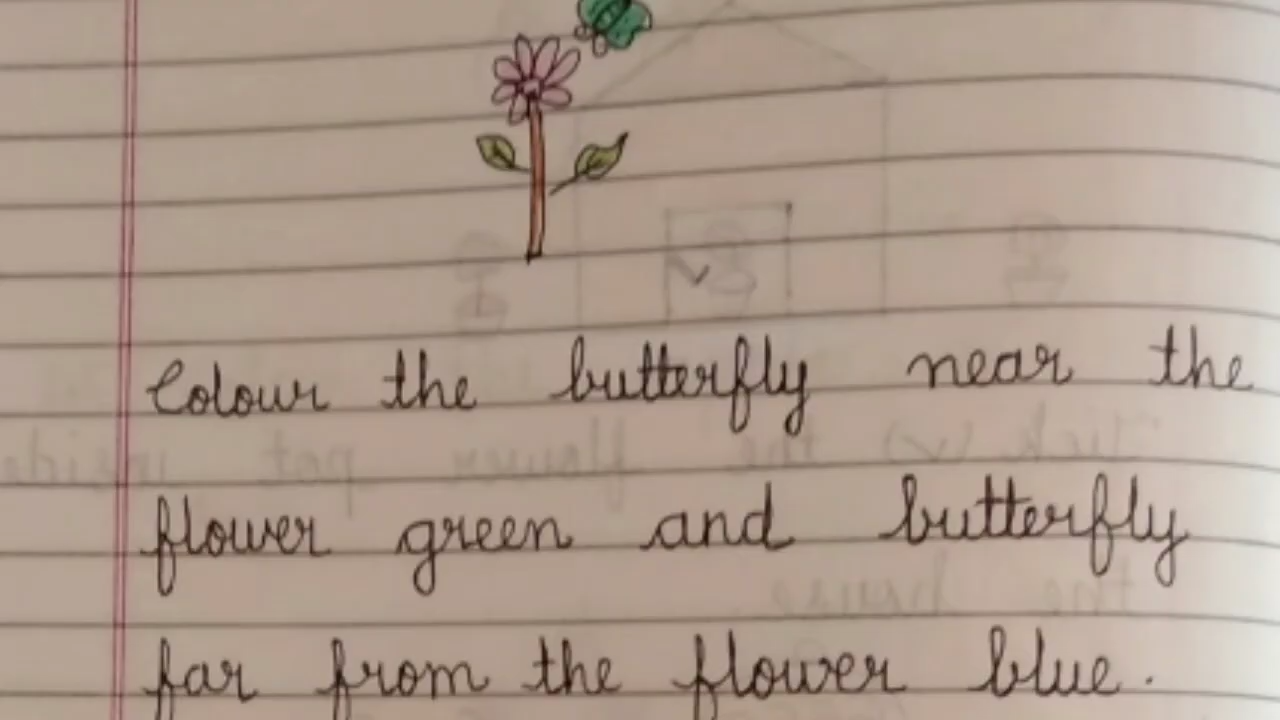 Colour the butterfly near the
flower green and butterfly
far from the flower blue.